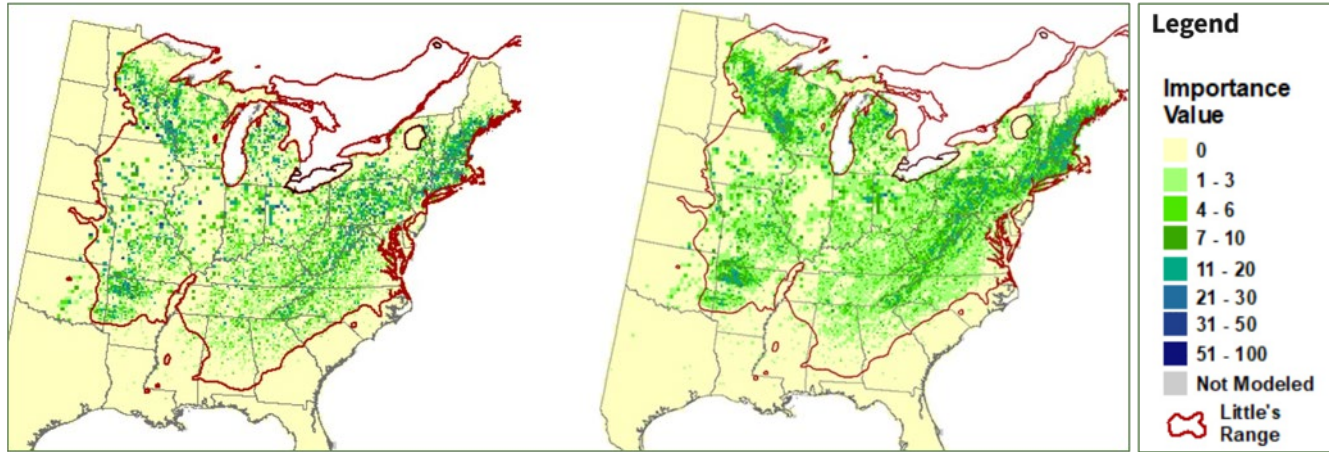 Legend
Importance
Value
0
1 - 3
4 - 6
7 - 10
11 - 20
21 - 30
31 - 50
51 - 100
Not Modeled
Little's
Range